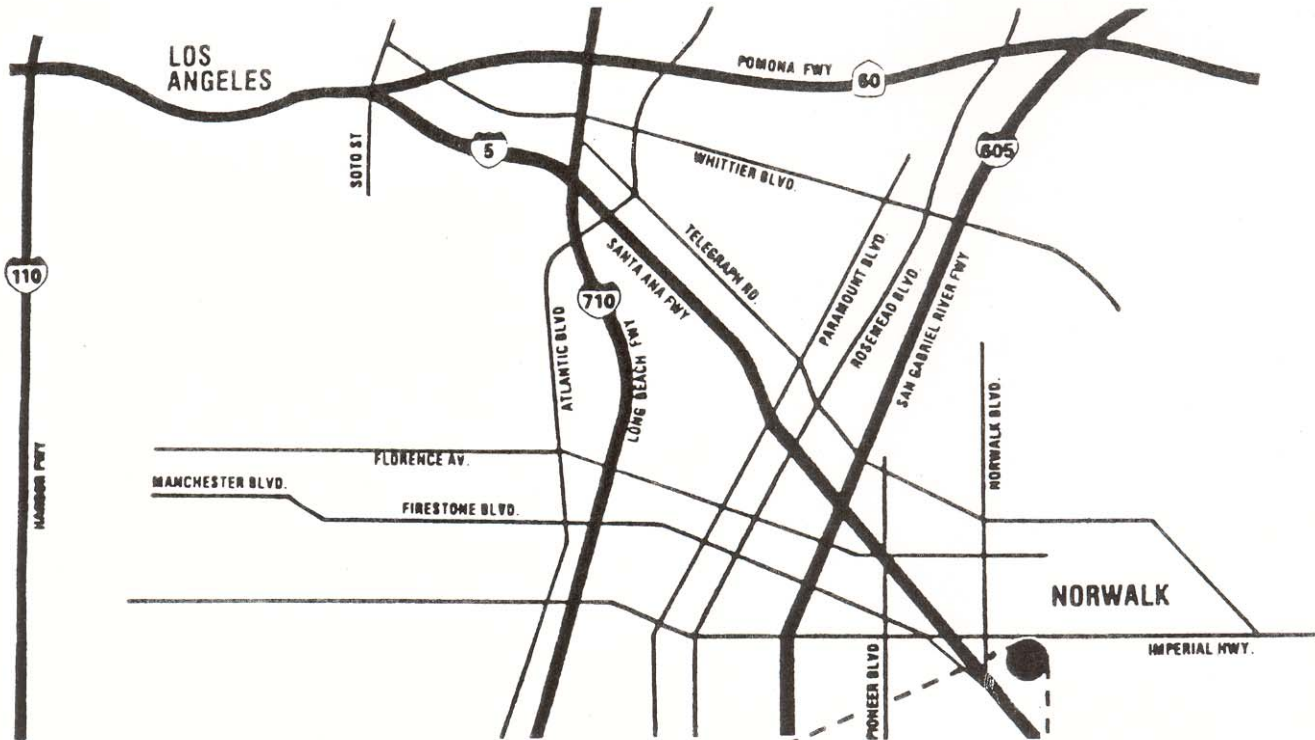 LOS
ANGELES
POMONA FWY
60
SOTO ST
5
605
WHITTIER BLVD.
110
TELEGRAPH RD.
SANTA ANA FWY
710
PARAMOUNT BLVD.
ROSEMEAD BLVD.
SAN GABRIEL RIVER FWY
ATLANTIC BLVD
LONG BEACH FWY
NORWALK BLVD.
HARBOR FWY
FLORENCE AV.
MANCHESTER BLVD.
FIRESTONE BLVD.
NORWALK
PIONEER BLVD
IMPERIAL HWY.